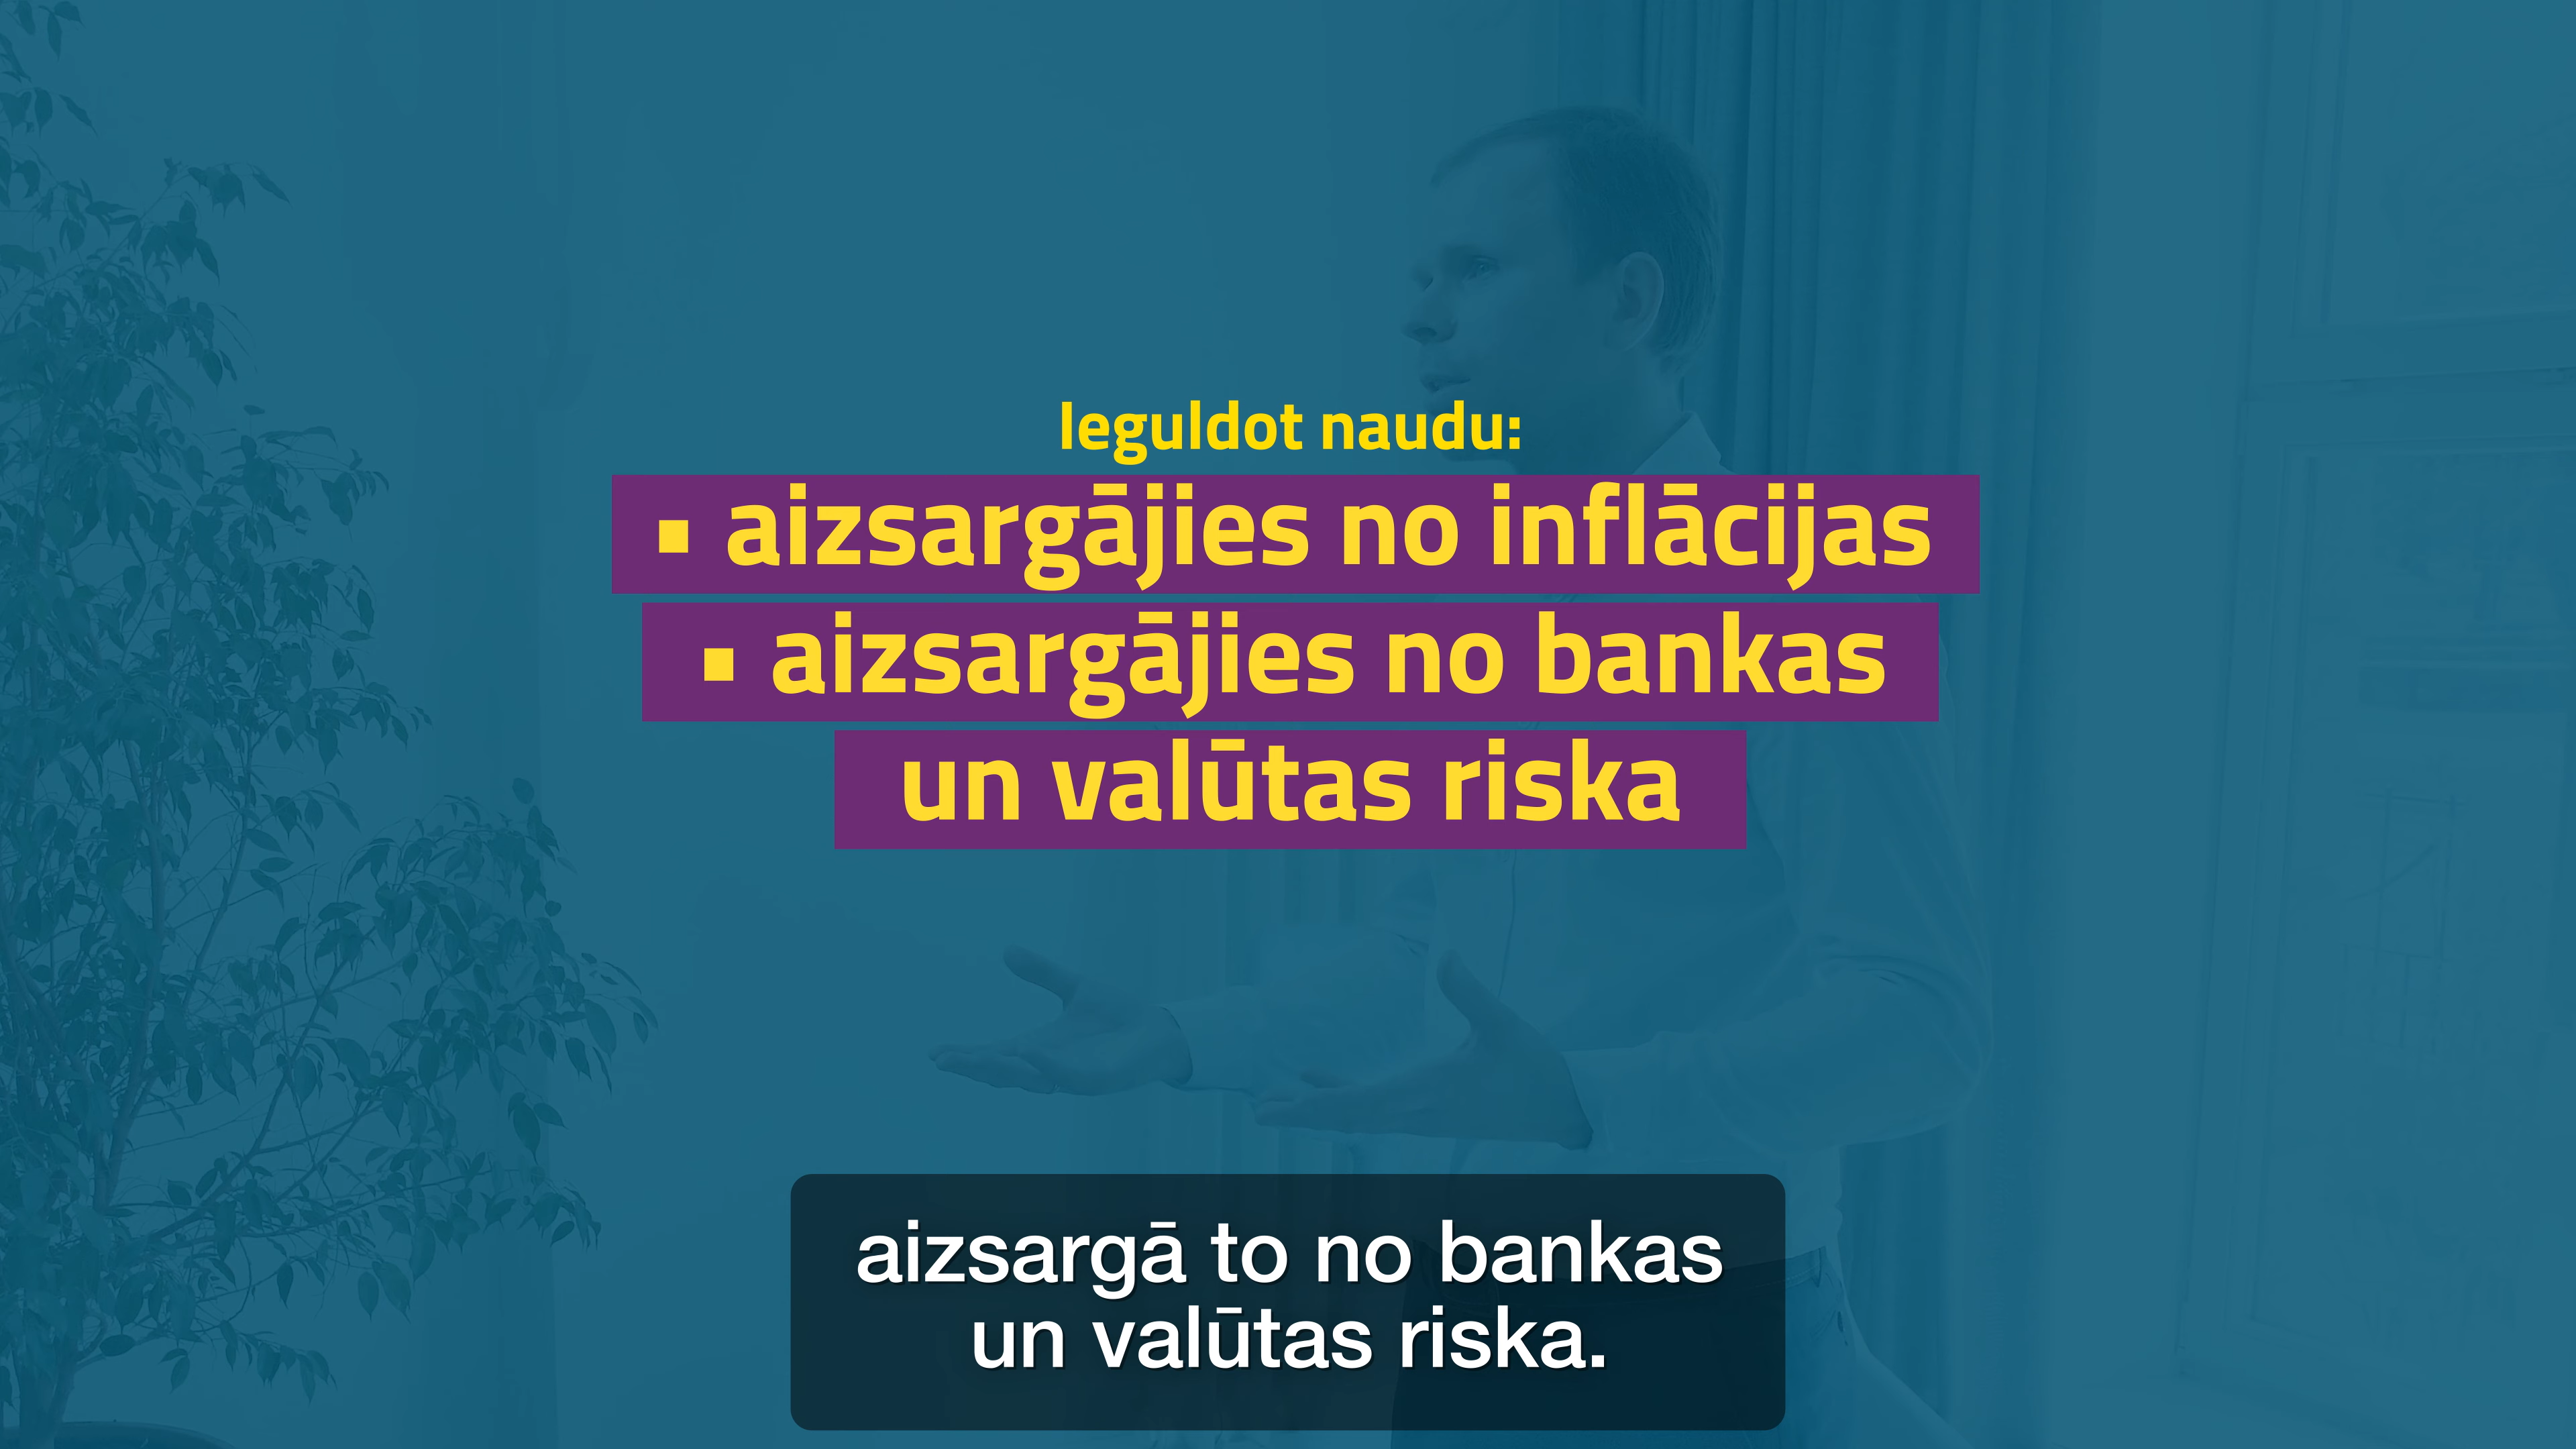 Ieguldot naudu:
▪ aizsargājies no inflācijas
▪ aizsargājies no bankas
un valūtas riska
aizsargā to no bankas
un valūtas riska.